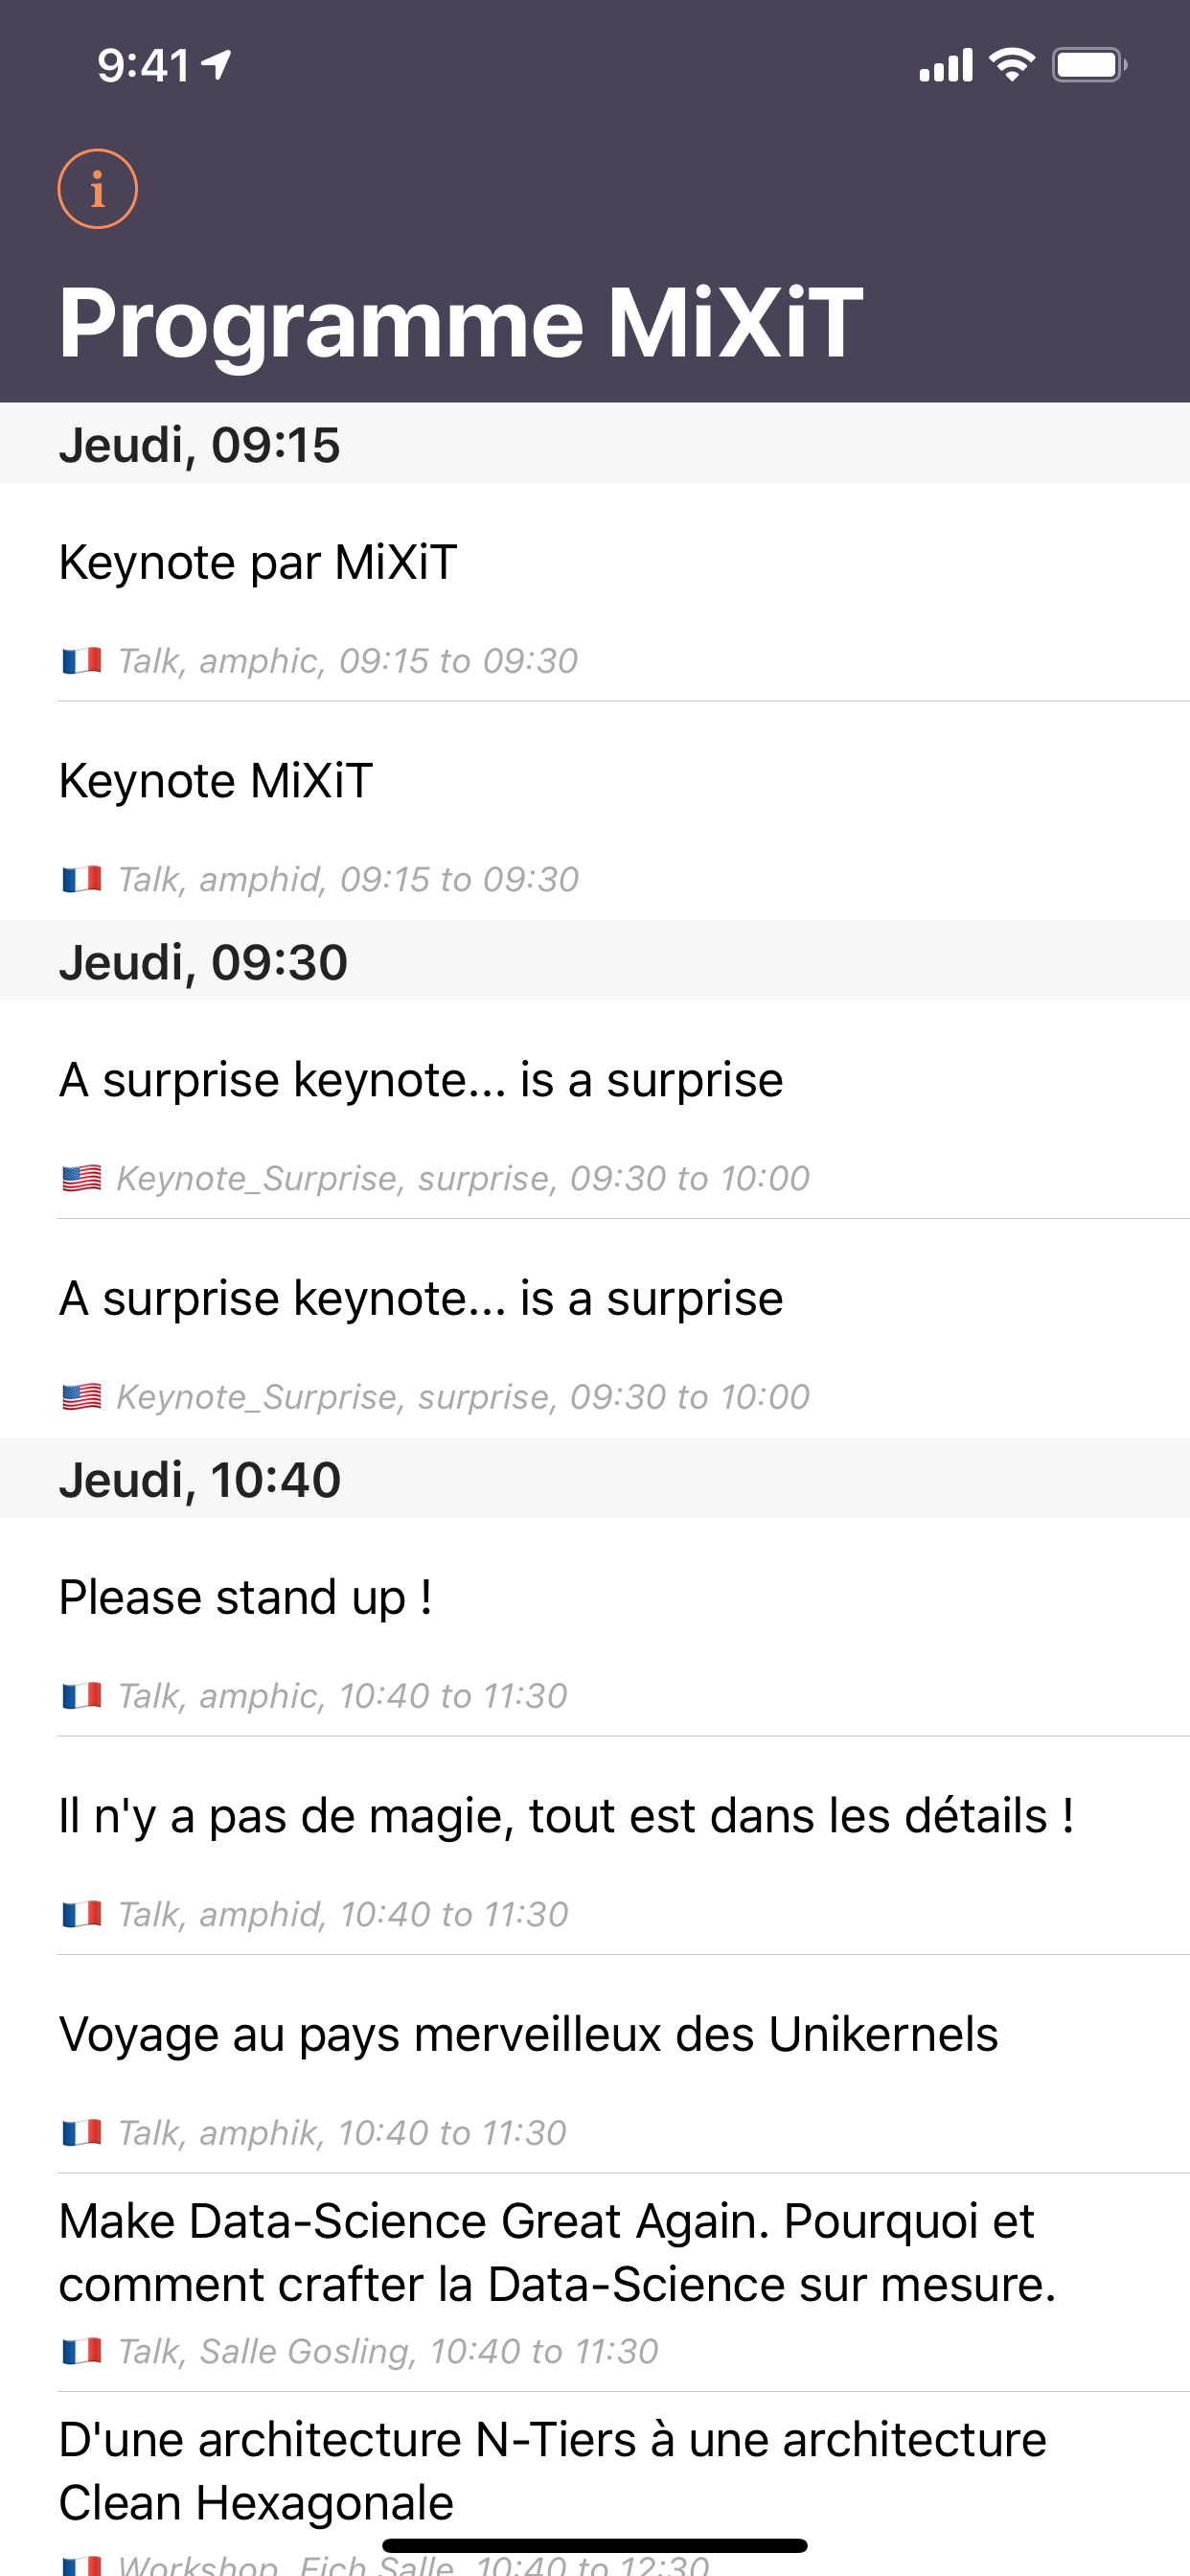 9:41
i
Programme MiXiT
Jeudi, 09:15
Keynote par MiXiT
Talk, amphic, 09:15 to 09:30
Keynote MiXiT
Talk, amphid, 09:15 to 09:30
Jeudi, 09:30
A surprise keynote... is a surprise
Keynote_Surprise, surprise, 09:30 to 10:00
A surprise keynote... is a surprise
Keynote_Surprise, surprise, 09:30 to 10:00
Jeudi, 10:40
Please stand up !
Talk, amphic, 10:40 to 11:30
Il n'y a pas de magie, tout est dans les détails !
Talk, amphid, 10:40 to 11:30
Voyage au pays merveilleux des Unikernels
Talk, amphik, 10:40 to 11:30
Make Data-Science Great Again. Pourquoi et
comment crafter la Data-Science sur mesure.
Talk, Salle Gosling, 10:40 to 11:30
D'une architecture N-Tiers à une architecture
Clean Hexagonale
Workshop, Eich Salle, 10:40 to 12:30